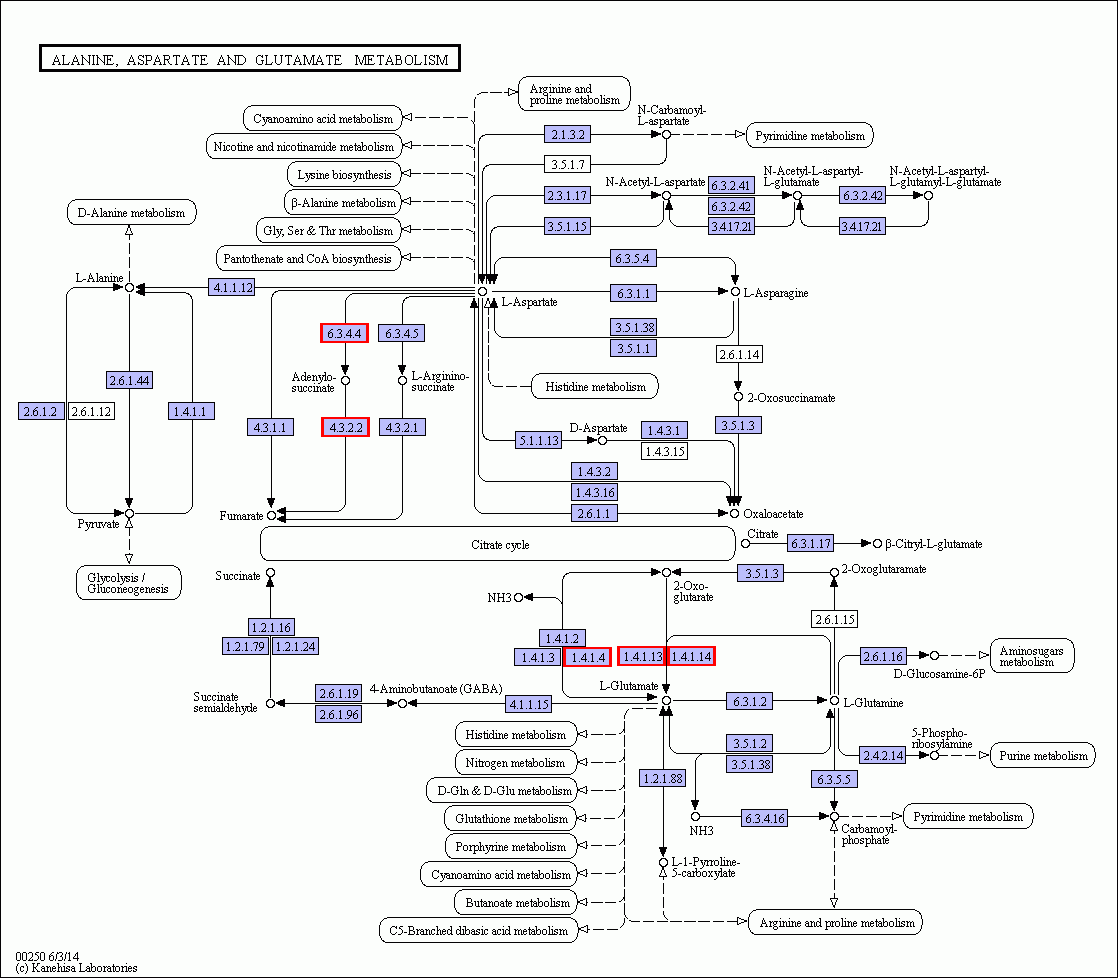 ALANINE, ASPARTATE AND GLUTAMATE METABOLISM
Arginine and
proline metabolism
Cyanoamino acid metabolism
N-Carbamoyl-
L-aspartate
2.1.3.2
Pyrimidine metabolism
Nicotine and nicotinamide metabolism
3.5.1.7
Lysine biosynthesis
N-Acetyl-L-aspartate
6.3.2.41
N-Acetyl-L-aspartyl-
L-glutamate
N-Acetyl-L-aspartyl-
L-glutamyl-L-glutamate
2.3.1.17
6.3.2.42
6.3.2.42
β-Alanine metabolism
D-Alanine metabolism
3.5.1.15
3.4.17.21
3.4.17.21
Gly, Ser & Thr metabolism
Pantothenate and CoA biosynthesis
6.3.5.4
L-Alanine
4.1.1.12
L-Aspartate
6.3.1.1
L-Asparagine
6.3.4.4
6.3.4.5
3.5.1.38
3.5.1.1
2.6.1.14
Adenylo-
succinate
L-Arginino-
succinate
2.6.1.44
Histidine metabolism
2-Oxosuccinamate
2.6.1.2
2.6.1.12
1.4.1.1
4.3.1.1
4.3.2.2
4.3.2.1
D-Aspartate
5.1.1.13
1.4.3.1
1.4.3.15
3.5.1.3
1.4.3.2
1.4.3.16
2.6.1.1
Pyruvate
Fumarate
Oxaloacetate
Citrate cycle
Citrate
6.3.1.17
β-Citryl-L-glutamate
Glycolysis /
Gluconeogenesis
Succinate
2-Oxo-
glutarate
3.5.1.3
2-Oxoglutaramate
NH3
2.6.1.15
1.2.1.16
1.2.1.79
1.2.1.24
1.4.1.2
1.4.1.3
1.4.1.4
1.4.1.13
1.4.1.14
2.6.1.16
D-Glucosamine-6P
Aminosugars
metabolism
Succinate
semialdehyde
2.6.1.19
2.6.1.96
4-Aminobutanoate (GABA)
4.1.1.15
L-Glutamate
6.3.1.2
L-Glutamine
Histidine metabolism
3.5.1.2
3.5.1.38
5-Phospho-
ribosylamine
2.4.2.14
Purine metabolism
Nitrogen metabolism
1.2.1.88
6.3.5.5
D-Gln & D-Glu metabolism
Glutathione metabolism
NH3
6.3.4.16
Carbamoyl-
phosphate
Pyrimidine metabolism
Porphyrine metabolism
L-1-Pyrroline-
5-carboxylate
Cyanoamino acid metabolism
Butanoate metabolism
C5-Branched dibasic acid metabolism
Arginine and proline metabolism
00250 6/3/14
(c) Kanehisa Laboratories